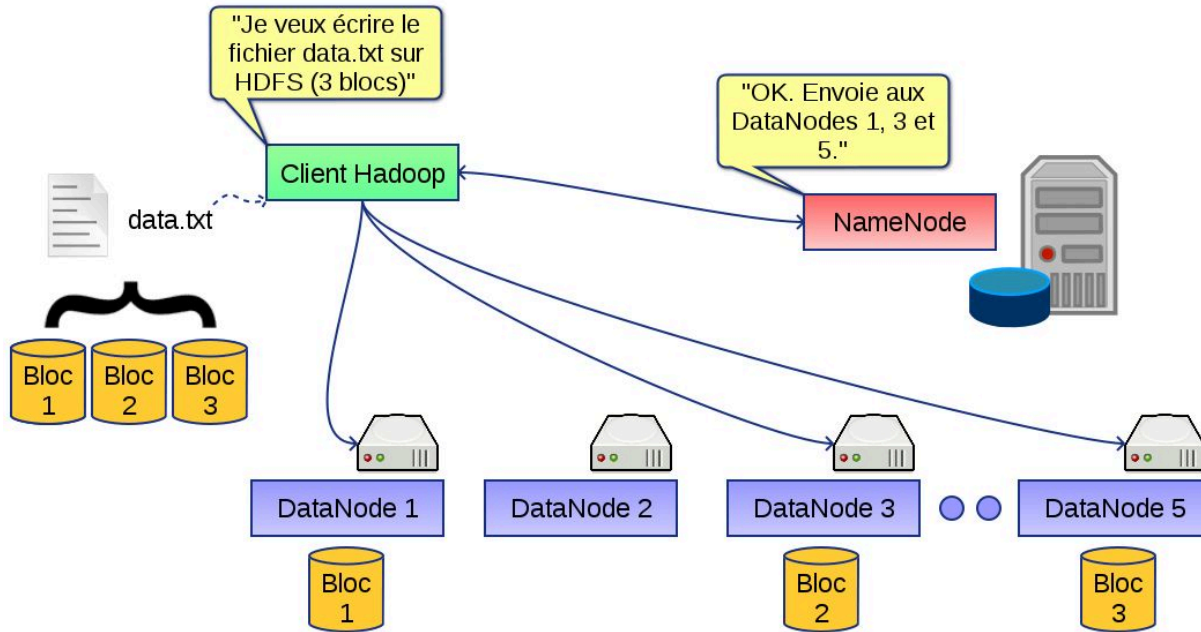 "Je veux écrire le
fichier data.txt sur
HDFS (3 blocs)"
"OK. Envoie aux
DataNodes 1, 3 et
5."
Client Hadoop
data.txt
NameNode
Bloc
1
Bloc
2
Bloc
3
DataNode 1
DataNode 2
DataNode 3
DataNode 5
Bloc
1
Bloc
2
Bloc
3